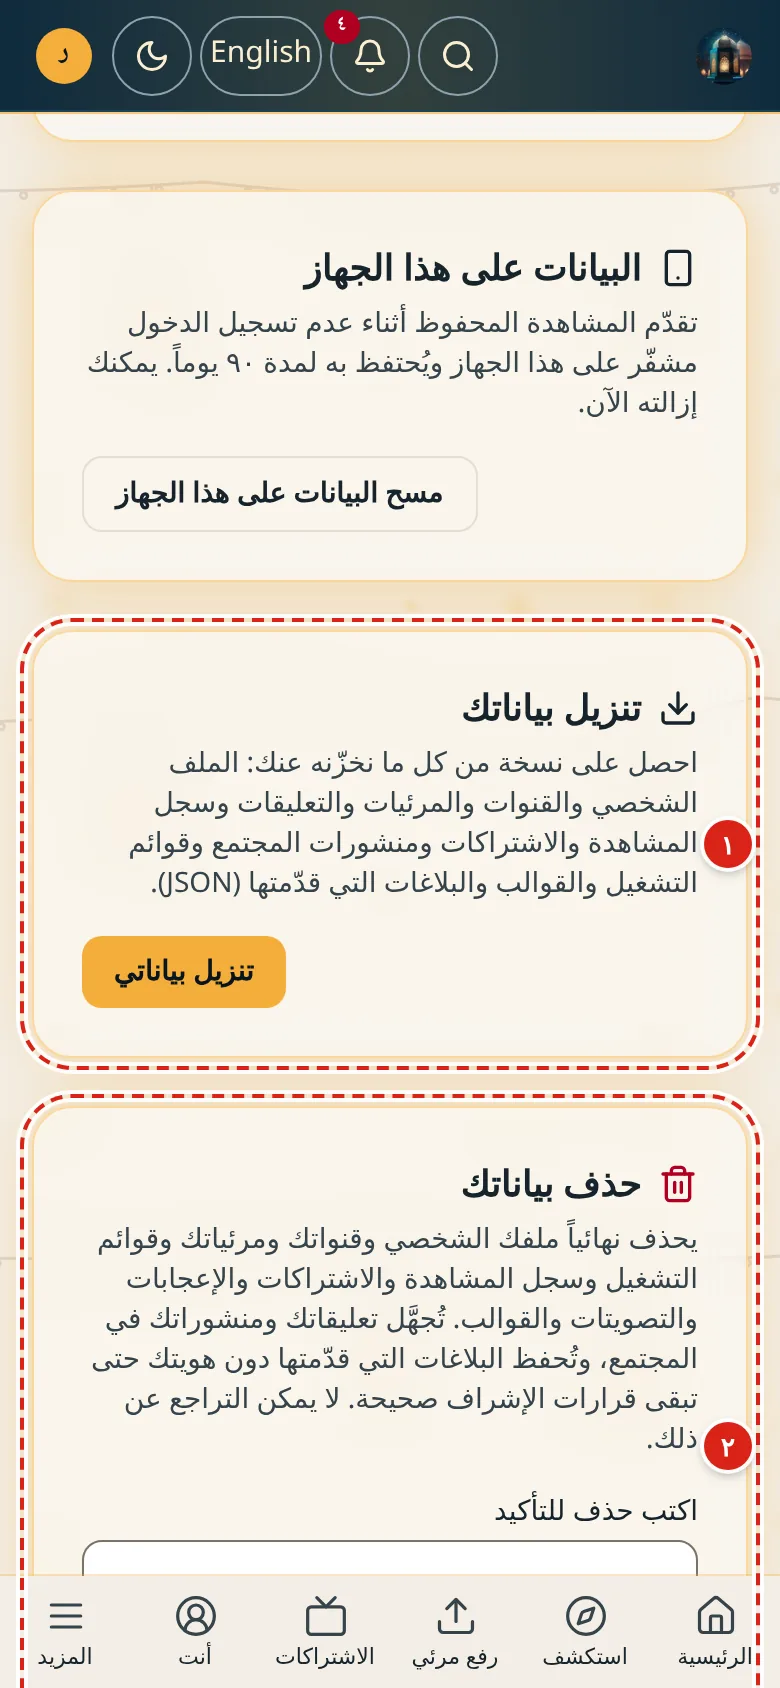 ٤
English
ر
البيانات على هذا الجهاز
تقدّم المشاهدة المحفوظ أثناء عدم تسجيل الدخول
مشفّر على هذا الجهاز ويُحتفظ به لمدة ٩٠ يوماً. يمكنك
إزالته الآن.
مسح البيانات على هذا الجهاز
تنزيل بياناتك
احصل على نسخة من كل ما نخزّنه عنك: الملف
الشخصي والقنوات والمرئيات والتعليقات وسجل
المشاهدة والاشتراكات ومنشورات المجتمع وقوائم
التشغيل والقوالب والبلاغات التي قدّمتها (JSON).
١
تنزيل بياناتي
حذف بياناتك
يحذف نهائياً ملفك الشخصي وقنواتك ومرئياتك وقوائم
التشغيل وسجل المشاهدة والاشتراكات والإعجابات
والتصويتات والقوالب. تُجهَّل تعليقاتك ومنشوراتك في
المجتمع، وتُحفظ البلاغات التي قدّمتها دون هويتك حتى
تبقى قرارات الإشراف صحيحة. لا يمكن التراجع عن
ذلك.
٢
اكتب حذف للتأكيد
الرئيسية
استكشف
رفع مرئي
الاشتراكات
أنت
المزيد